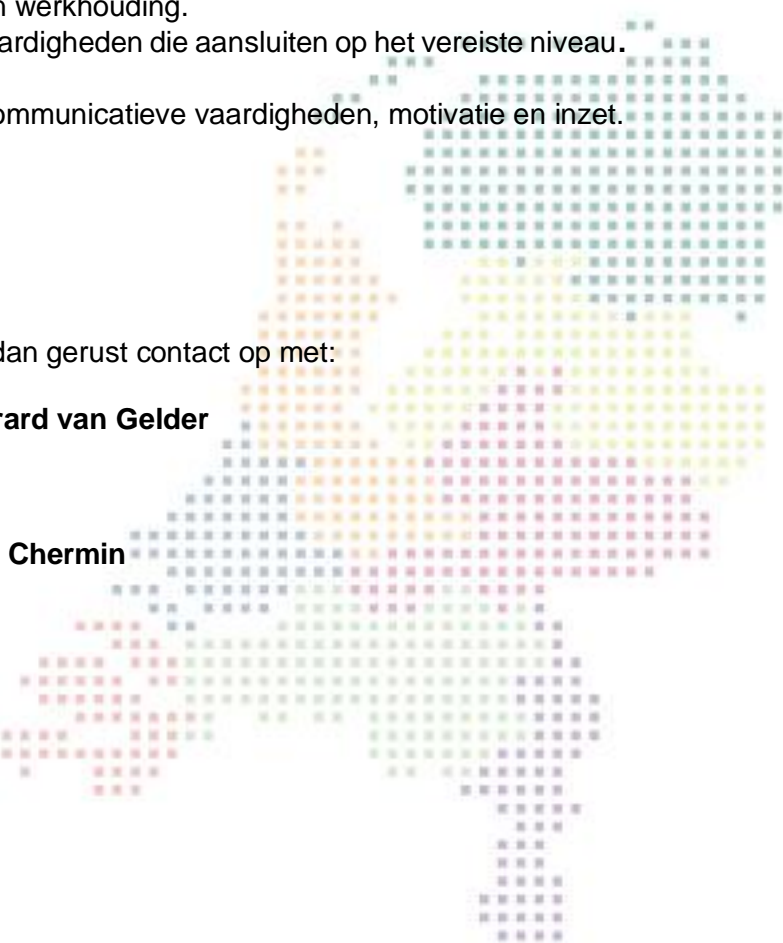 n werkhouding.
ardigheden die aansluiten op het vereiste niveau.
ommunicatieve vaardigheden, motivatie en inzet.
dan gerust contact op met:
rard van Gelder
Chermin